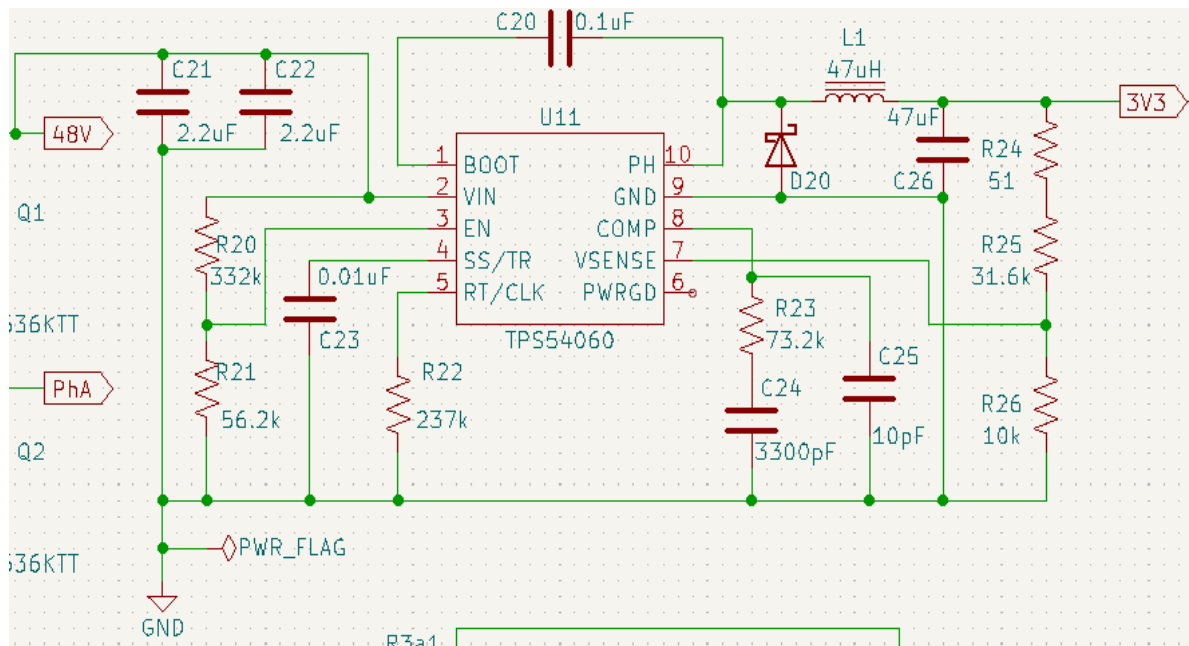 C20 0.1uF
L1
47uH
C21 C22
2.2uF 2.2uF
48V
3V3
U11
47uF
C26
R24
51
1 BOOT PH 10
2 VIN GND 9
3 EN COMP 8
4 SS/TR VSENSE 7
5 RT/CLK PWRGD 6
TPS54060
D20
Q1
R20
332k
0.01uF
C23
R25
31.6k
R23
73.2k
C25
10pF
536KTT
R21
56.2k
R22
237k
C24
3300pF
R26
10k
PhA
Q2
PWR_FLAG
536KTT
GND
R3a1